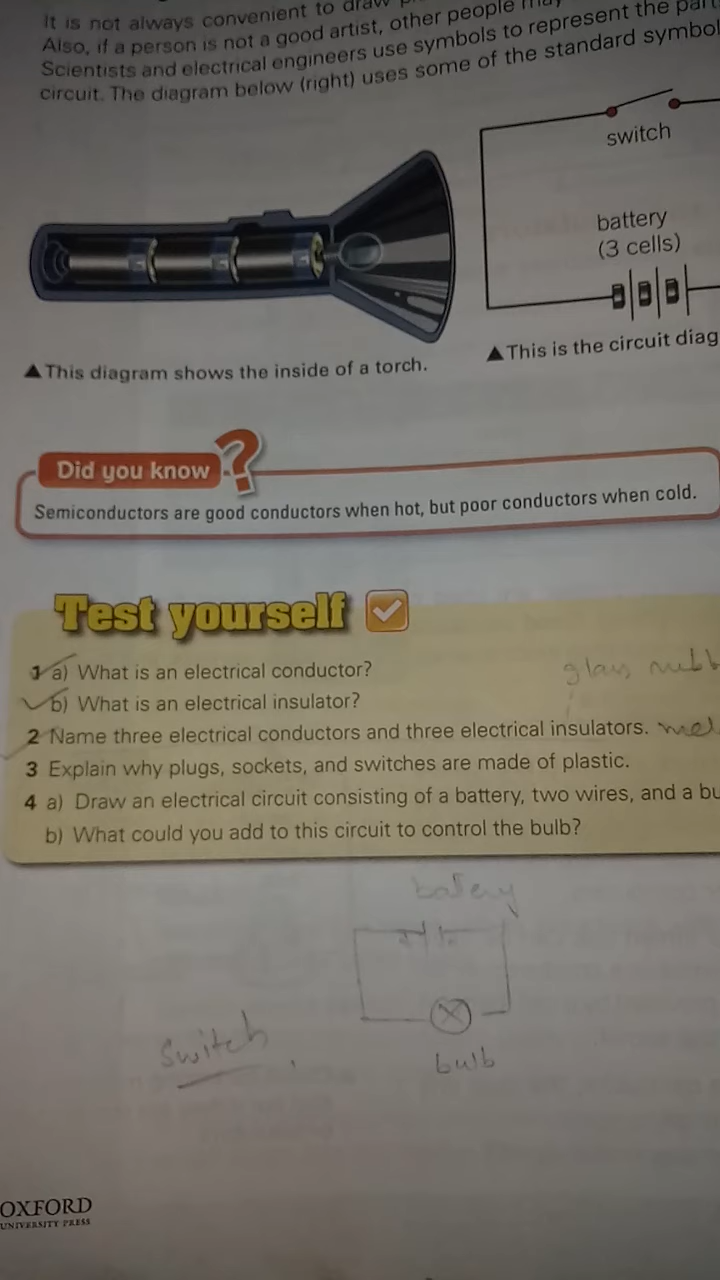 It is not always convenient to draw
Also, if a person is not a good artist, other people may
Scientists and electrical engineers use symbols to represent the part
circuit. The diagram below (right) uses some of the standard symbol
switch
battery
(3 cells)
▲This diagram shows the inside of a torch.
▲This is the circuit diag
Did you know ?
Semiconductors are good conductors when hot, but poor conductors when cold.
Test yourself
1 a) What is an electrical conductor?
glass rubb
b) What is an electrical insulator?
2 Name three electrical conductors and three electrical insulators. met
3 Explain why plugs, sockets, and switches are made of plastic.
4 a) Draw an electrical circuit consisting of a battery, two wires, and a bu
b) What could you add to this circuit to control the bulb?
battery
switch
bulb
OXFORD
UNIVERSITY PRESS